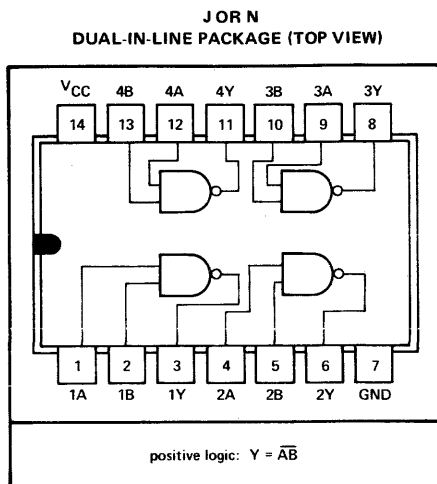 J OR N
DUAL-IN-LINE PACKAGE (TOP VIEW)
VCC 4B 4A 4Y 3B 3A 3Y
14 13 12 11 10 9 8
1 2 3 4 5 6 7
1A 1B 1Y 2A 2B 2Y GND
positive logic: Y = A̅B̅